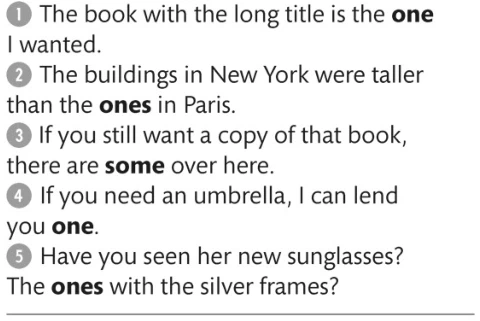 1 The book with the long title is the one
I wanted.
2 The buildings in New York were taller
than the ones in Paris.
3 If you still want a copy of that book,
there are some over here.
4 If you need an umbrella, I can lend
you one.
5 Have you seen her new sunglasses?
The ones with the silver frames?